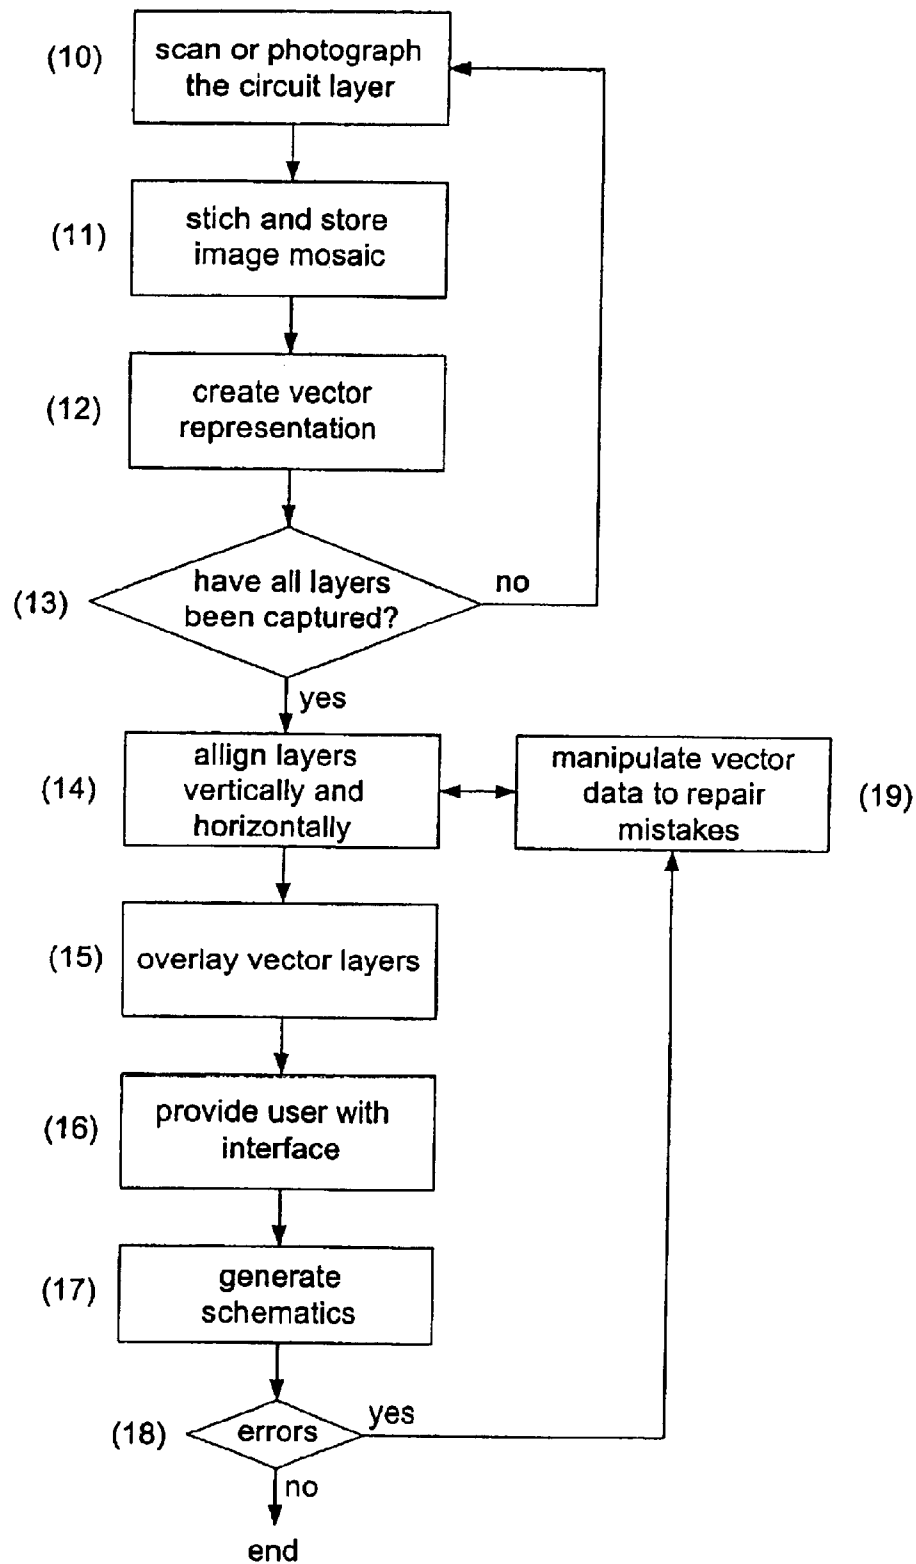 (10)
scan or photograph
the circuit layer
(11)
stich and store
image mosaic
(12)
create vector
representation
(13)
have all layers
been captured?
no
yes
(14)
allign layers
vertically and
horizontally
manipulate vector
data to repair
mistakes
(19)
(15)
overlay vector layers
(16)
provide user with
interface
(17)
generate
schematics
(18)
errors
yes
no
end